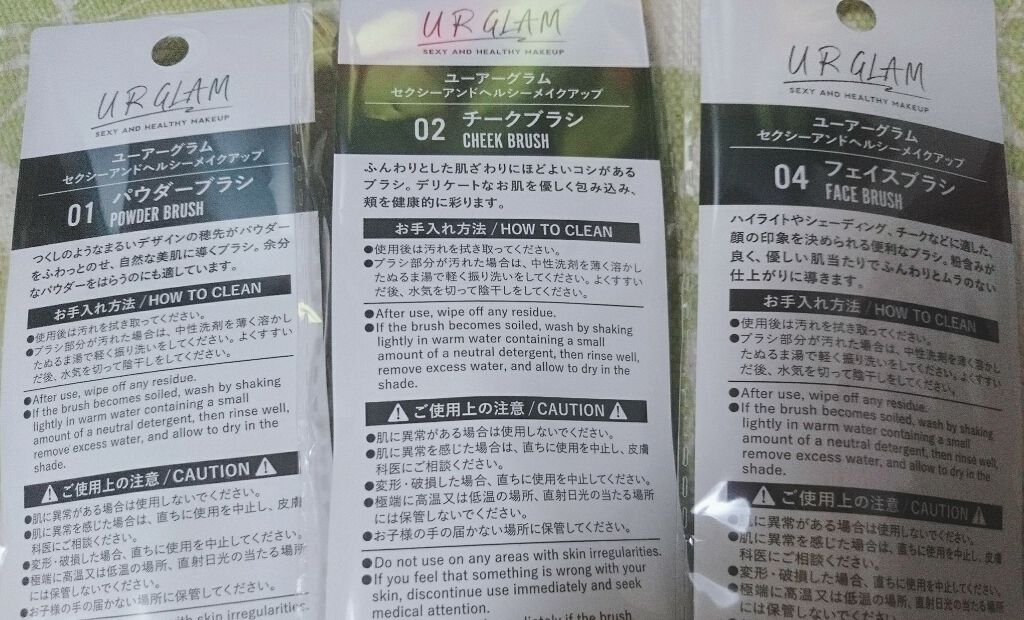 UR GLAM
SEXY AND HEALTHY MAKEUP
ユーアーグラム
セクシーアンドヘルシーメイクアップ
01 パウダーブラシ
POWDER BRUSH
つくしのようなまるいデザインの穂先がパウダー
をふわっとのせ、自然な美肌に導くブラシ。余分
なパウダーをはらうのにも適しています。
お手入れ方法/HOW TO CLEAN
●使用後は汚れを拭き取ってください。
●ブラシ部分が汚れた場合は、中性洗剤を薄く溶かし
たぬるま湯で軽く振り洗いをしてください。よくすすい
だ後、水気を切って陰干しをしてください。
●After use, wipe off any residue.
●If the brush becomes soiled, wash by shaking
lightly in warm water containing a small
amount of a neutral detergent, then rinse well,
remove excess water, and allow to dry in the
shade.
⚠ご使用上の注意/CAUTION⚠
●肌に異常がある場合は使用しないでください。
●肌に異常を感じた場合は、直ちに使用を中止し、皮膚
科医にご相談ください。
●変形・破損した場合、直ちに使用を中止してください。
●極端に高温又は低温の場所、直射日光の当たる場所
には保管しないでください。
●お子様の手の届かない場所に保管してください。
with skin irregularities.
UR GLAM
SEXY AND HEALTHY MAKEUP
ユーアーグラム
セクシーアンドヘルシーメイクアップ
02 チークブラシ
CHEEK BRUSH
ふんわりとした肌ざわりにほどよいコシがある
ブラシ。デリケートなお肌を優しく包み込み、
頬を健康的に彩ります。
お手入れ方法/HOW TO CLEAN
●使用後は汚れを拭き取ってください。
●ブラシ部分が汚れた場合は、中性洗剤を薄く溶かし
たぬるま湯で軽く振り洗いをしてください。よくすすい
だ後、水気を切って陰干しをしてください。
●After use, wipe off any residue.
●If the brush becomes soiled, wash by shaking
lightly in warm water containing a small
amount of a neutral detergent, then rinse well,
remove excess water, and allow to dry in the
shade.
⚠ご使用上の注意/CAUTION⚠
●肌に異常がある場合は使用しないでください。
●肌に異常を感じた場合は、直ちに使用を中止し、皮膚
科医にご相談ください。
●変形・破損した場合、直ちに使用を中止してください。
●極端に高温又は低温の場所、直射日光の当たる場所
には保管しないでください。
●お子様の手の届かない場所に保管してください。
●Do not use on any areas with skin irregularities.
●If you feel that something is wrong with your
skin, discontinue use immediately and seek
medical attention.
if the brush
UR GLAM
SEXY AND HEALTHY MAKEUP
ユーアーグラム
セクシーアンドヘルシーメイクアップ
04 フェイスブラシ
FACE BRUSH
ハイライトやシェーディング、チークなどに適した、
顔の印象を決められる便利なブラシ。粉含みが
良く、優しい肌当たりでふんわりとムラのない
仕上がりに導きます。
お手入れ方法/HOW TO CLEAN
●使用後は汚れを拭き取ってください。
●ブラシ部分が汚れた場合は、中性洗剤を薄く溶かし
たぬるま湯で軽く振り洗いをしてください。よくすすい
だ後、水気を切って陰干しをしてください。
●After use, wipe off any residue.
●If the brush becomes soiled, wash by shaking
lightly in warm water containing a small
amount of a neutral detergent, then rinse well,
remove excess water, and allow to dry in the
shade.
⚠ご使用上の注意/CAUTION⚠
●肌に異常がある場合は使用しないでください。
●肌に異常を感じた場合は、直ちに使用を中止し、皮膚
科医にご相談ください。
●変形・破損した場合、直ちに使用を中止してください。
●極端に高温又は低温の場所、直射日光の当たる場所
には保管しないでください。